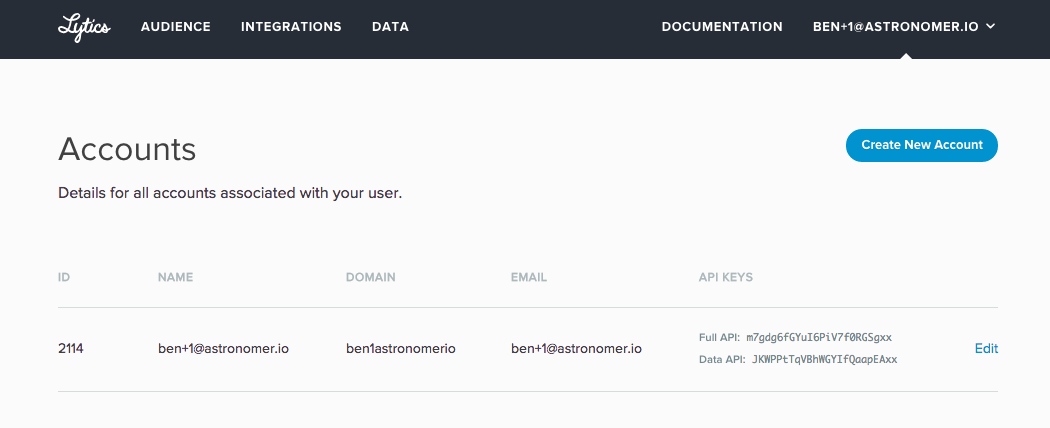 Lytics AUDIENCE INTEGRATIONS DATA DOCUMENTATION BEN+1@ASTRONOMER.IO
Accounts
Create New Account
Details for all accounts associated with your user.
ID NAME DOMAIN EMAIL API KEYS
2114 ben+1@astronomer.io ben1astronomerio ben+1@astronomer.io
Full API: m7gdg6fGYuI6PiV7f0RGSgxx
Data API: JKWPPtTqVBhWGYIfQaapEAxx
Edit